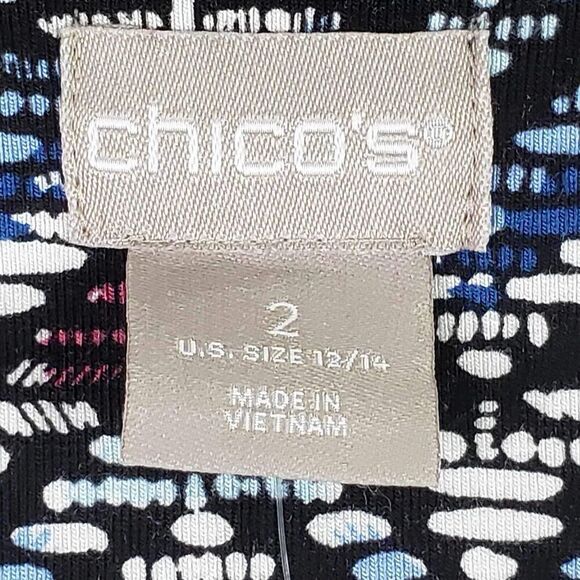 chico's®
2
U.S. SIZE 12/14
MADE IN
VIETNAM